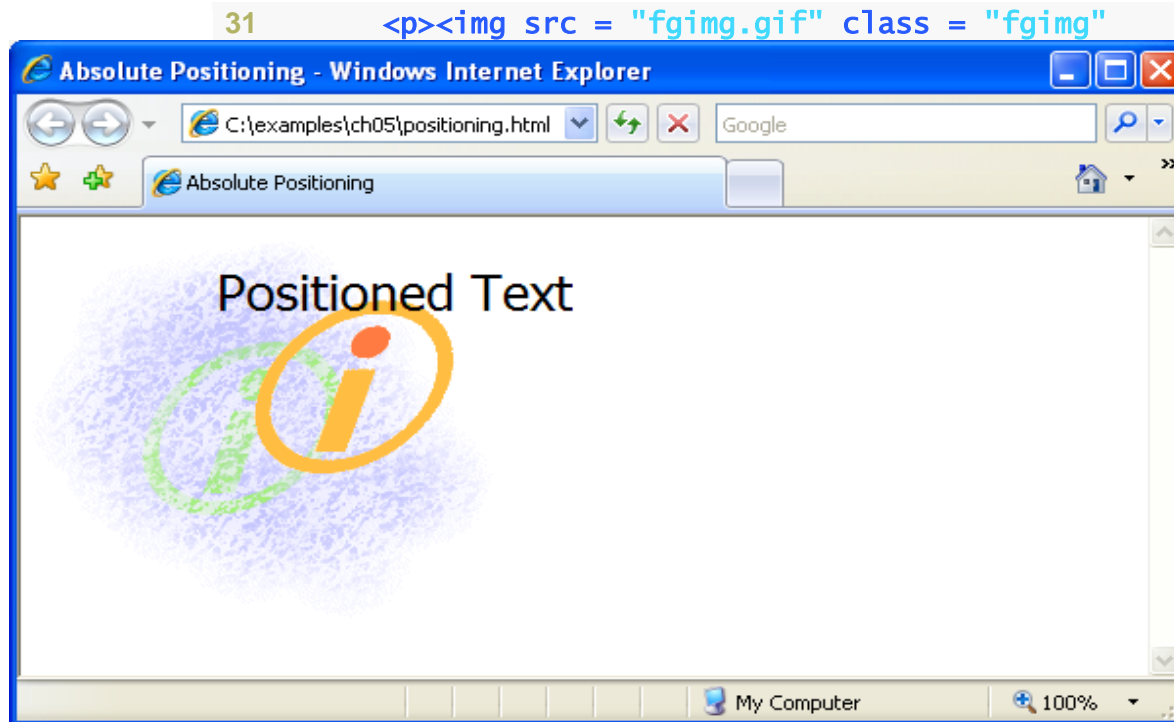 31 <p><img src = "fgimg.gif" class = "fgimg"
Absolute Positioning - Windows Internet Explorer
C:\examples\ch05\positioning.html Google
Absolute Positioning
Positioned Text
i
i
My Computer 100%